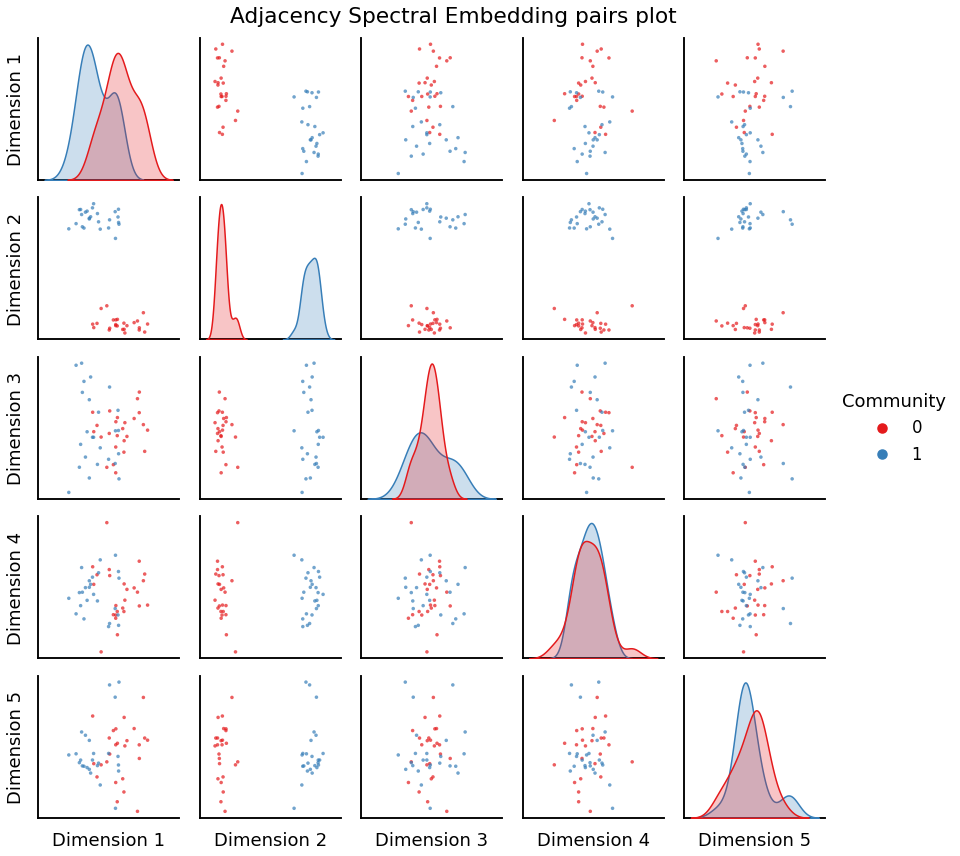 Adjacency Spectral Embedding pairs plot
Dimension 1
Dimension 2
Dimension 3
Dimension 4
Dimension 5
Community
0
1
Dimension 1
Dimension 2
Dimension 3
Dimension 4
Dimension 5